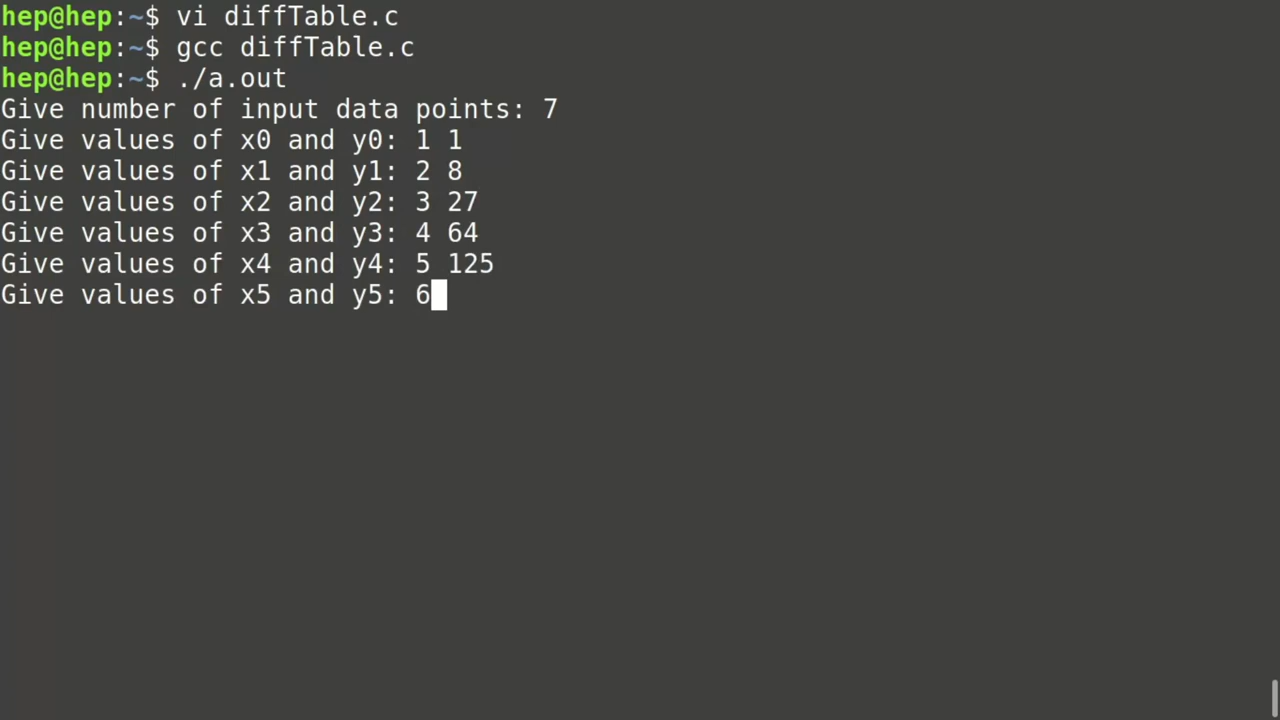 hep@hep:~$ vi diffTable.c
hep@hep:~$ gcc diffTable.c
hep@hep:~$ ./a.out
Give number of input data points: 7
Give values of x0 and y0: 1 1
Give values of x1 and y1: 2 8
Give values of x2 and y2: 3 27
Give values of x3 and y3: 4 64
Give values of x4 and y4: 5 125
Give values of x5 and y5: 6